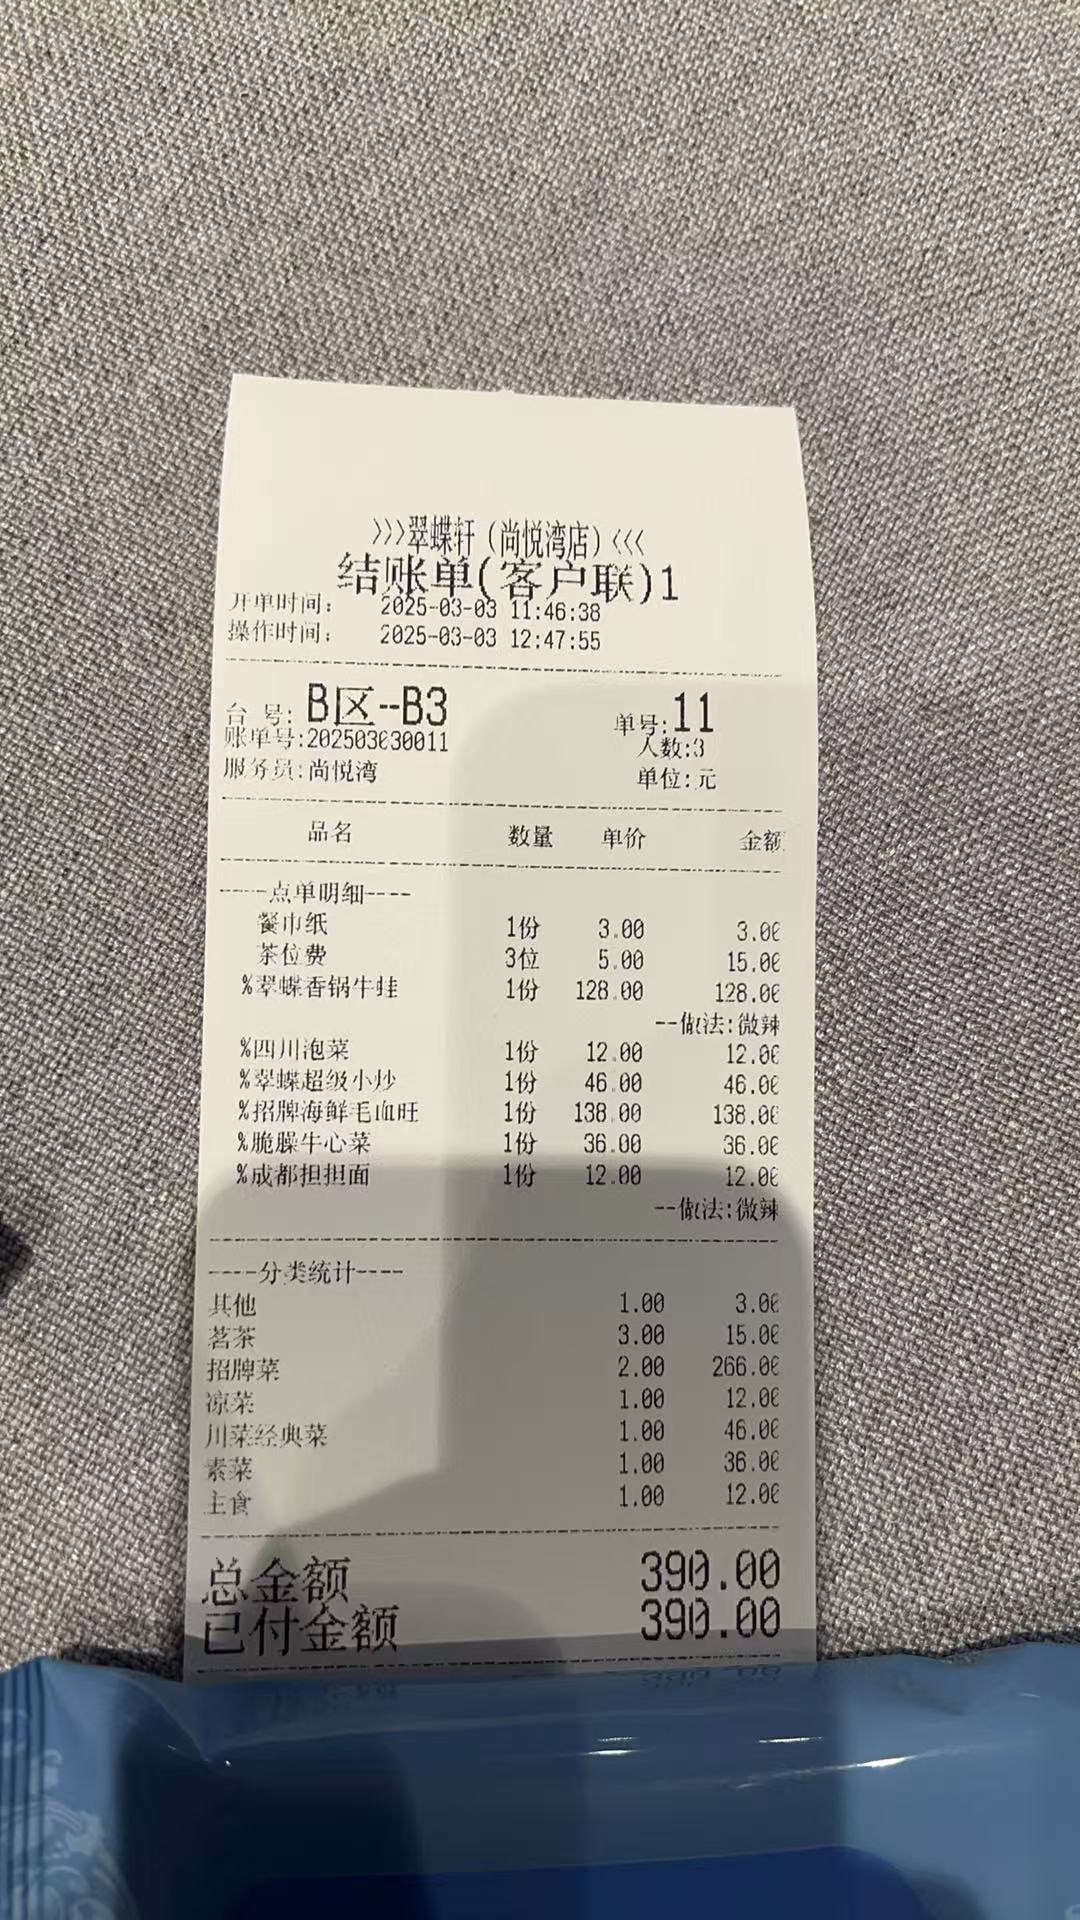 >>>翠蝶轩（尚悦湾店）<<<
结账单(客户联)1
开单时间： 2025-03-03 11:46:38
操作时间： 2025-03-03 12:47:55
台 号: B区--B3 单号:11
账单号:202503030011 人数:3
服务员:尚悦湾 单位:元
品名 数量 单价 金额
----点单明细----
餐巾纸 1份 3.00 3.00
茶位费 3位 5.00 15.00
%翠蝶香锅牛蛙 1份 128.00 128.00
--做法:微辣
%四川泡菜 1份 12.00 12.00
%翠蝶超级小炒 1份 46.00 46.00
%招牌海鲜毛血旺 1份 138.00 138.00
%脆臊牛心菜 1份 36.00 36.00
%成都担担面 1份 12.00 12.00
--做法:微辣
----分类统计----
其他 1.00 3.00
茗茶 3.00 15.00
招牌菜 2.00 266.00
凉菜 1.00 12.00
川菜经典菜 1.00 46.00
素菜 1.00 36.00
主食 1.00 12.00
总金额 390.00
已付金额 390.00